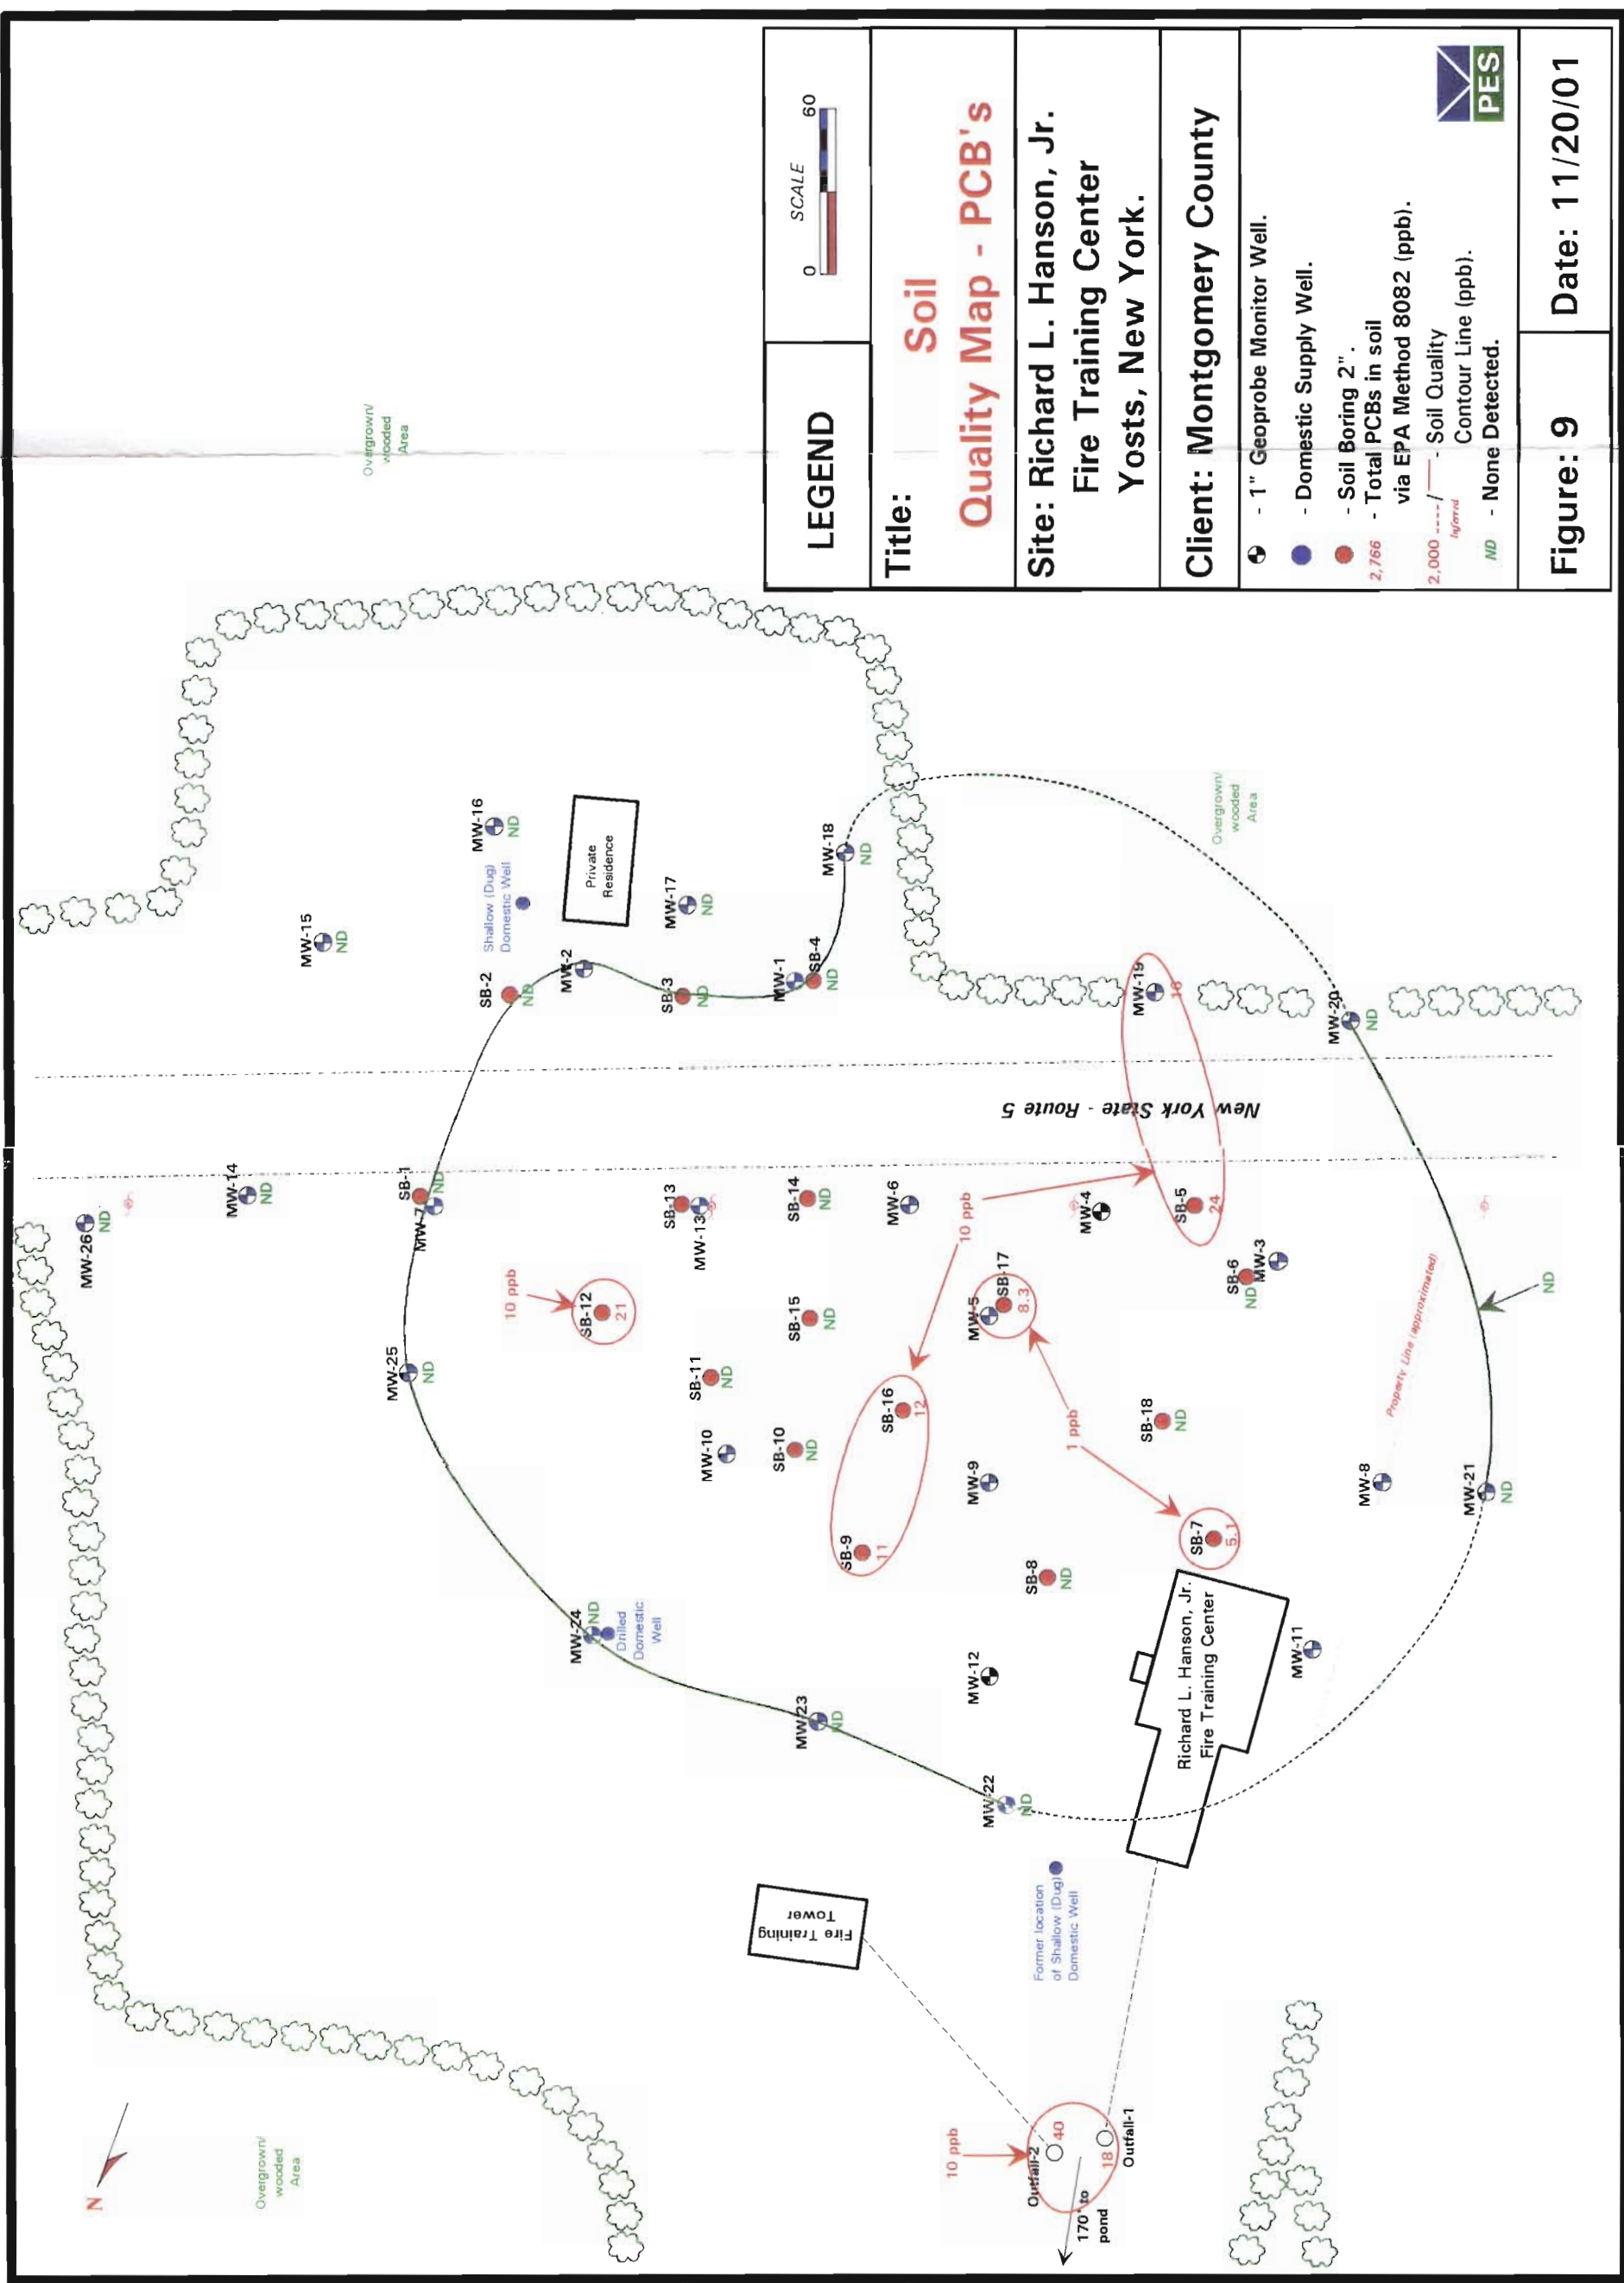 N
Overgrown/
wooded
Area
Overgrown/
wooded
Area
MW-26
ND
MW-14
ND
MW-15
ND
MW-25
ND
MW-7
SB-1
ND
SB-2
ND
MW-16
ND
Shallow (Dug)
Domestic Well
Private
Residence
MW-2
SB-3
ND
MW-17
ND
MW-1
SB-4
ND
MW-18
ND
10 ppb
SB-12
21
MW-24
ND
Drilled
Domestic
Well
SB-13
MW-13
SB-11
ND
MW-10
SB-10
ND
SB-14
ND
SB-15
ND
MW-23
ND
SB-9
11
SB-16
12
MW-6
10 ppb
MW-5
SB-17
8.3
MW-9
MW-12
MW-22
ND
Fire Training
Tower
Former location
of Shallow (Dug)
Domestic Well
SB-8
ND
1 ppb
MW-4
New York State - Route 5
MW-19
18
SB-5
24
SB-18
ND
SB-7
5.1
SB-6
ND
MW-3
Richard L. Hanson, Jr.
Fire Training Center
MW-11
MW-20
ND
MW-8
MW-21
ND
Property Line (approximated)
ND
Overgrown/
wooded
Area
10 ppb
Outfall-2
40
18
Outfall-1
170' to
pond
LEGEND
SCALE
0 60
Title: Soil
Quality Map - PCB's
Site: Richard L. Hanson, Jr.
Fire Training Center
Yosts, New York.
Client: Montgomery County
- 1" Geoprobe Monitor Well.
- Domestic Supply Well.
- Soil Boring 2" .
2,766 - Total PCBs in soil
via EPA Method 8082 (ppb).
2,000 ----/—— - Soil Quality
Inferred Contour Line (ppb).
ND - None Detected.
PES
Figure: 9
Date: 11/20/01